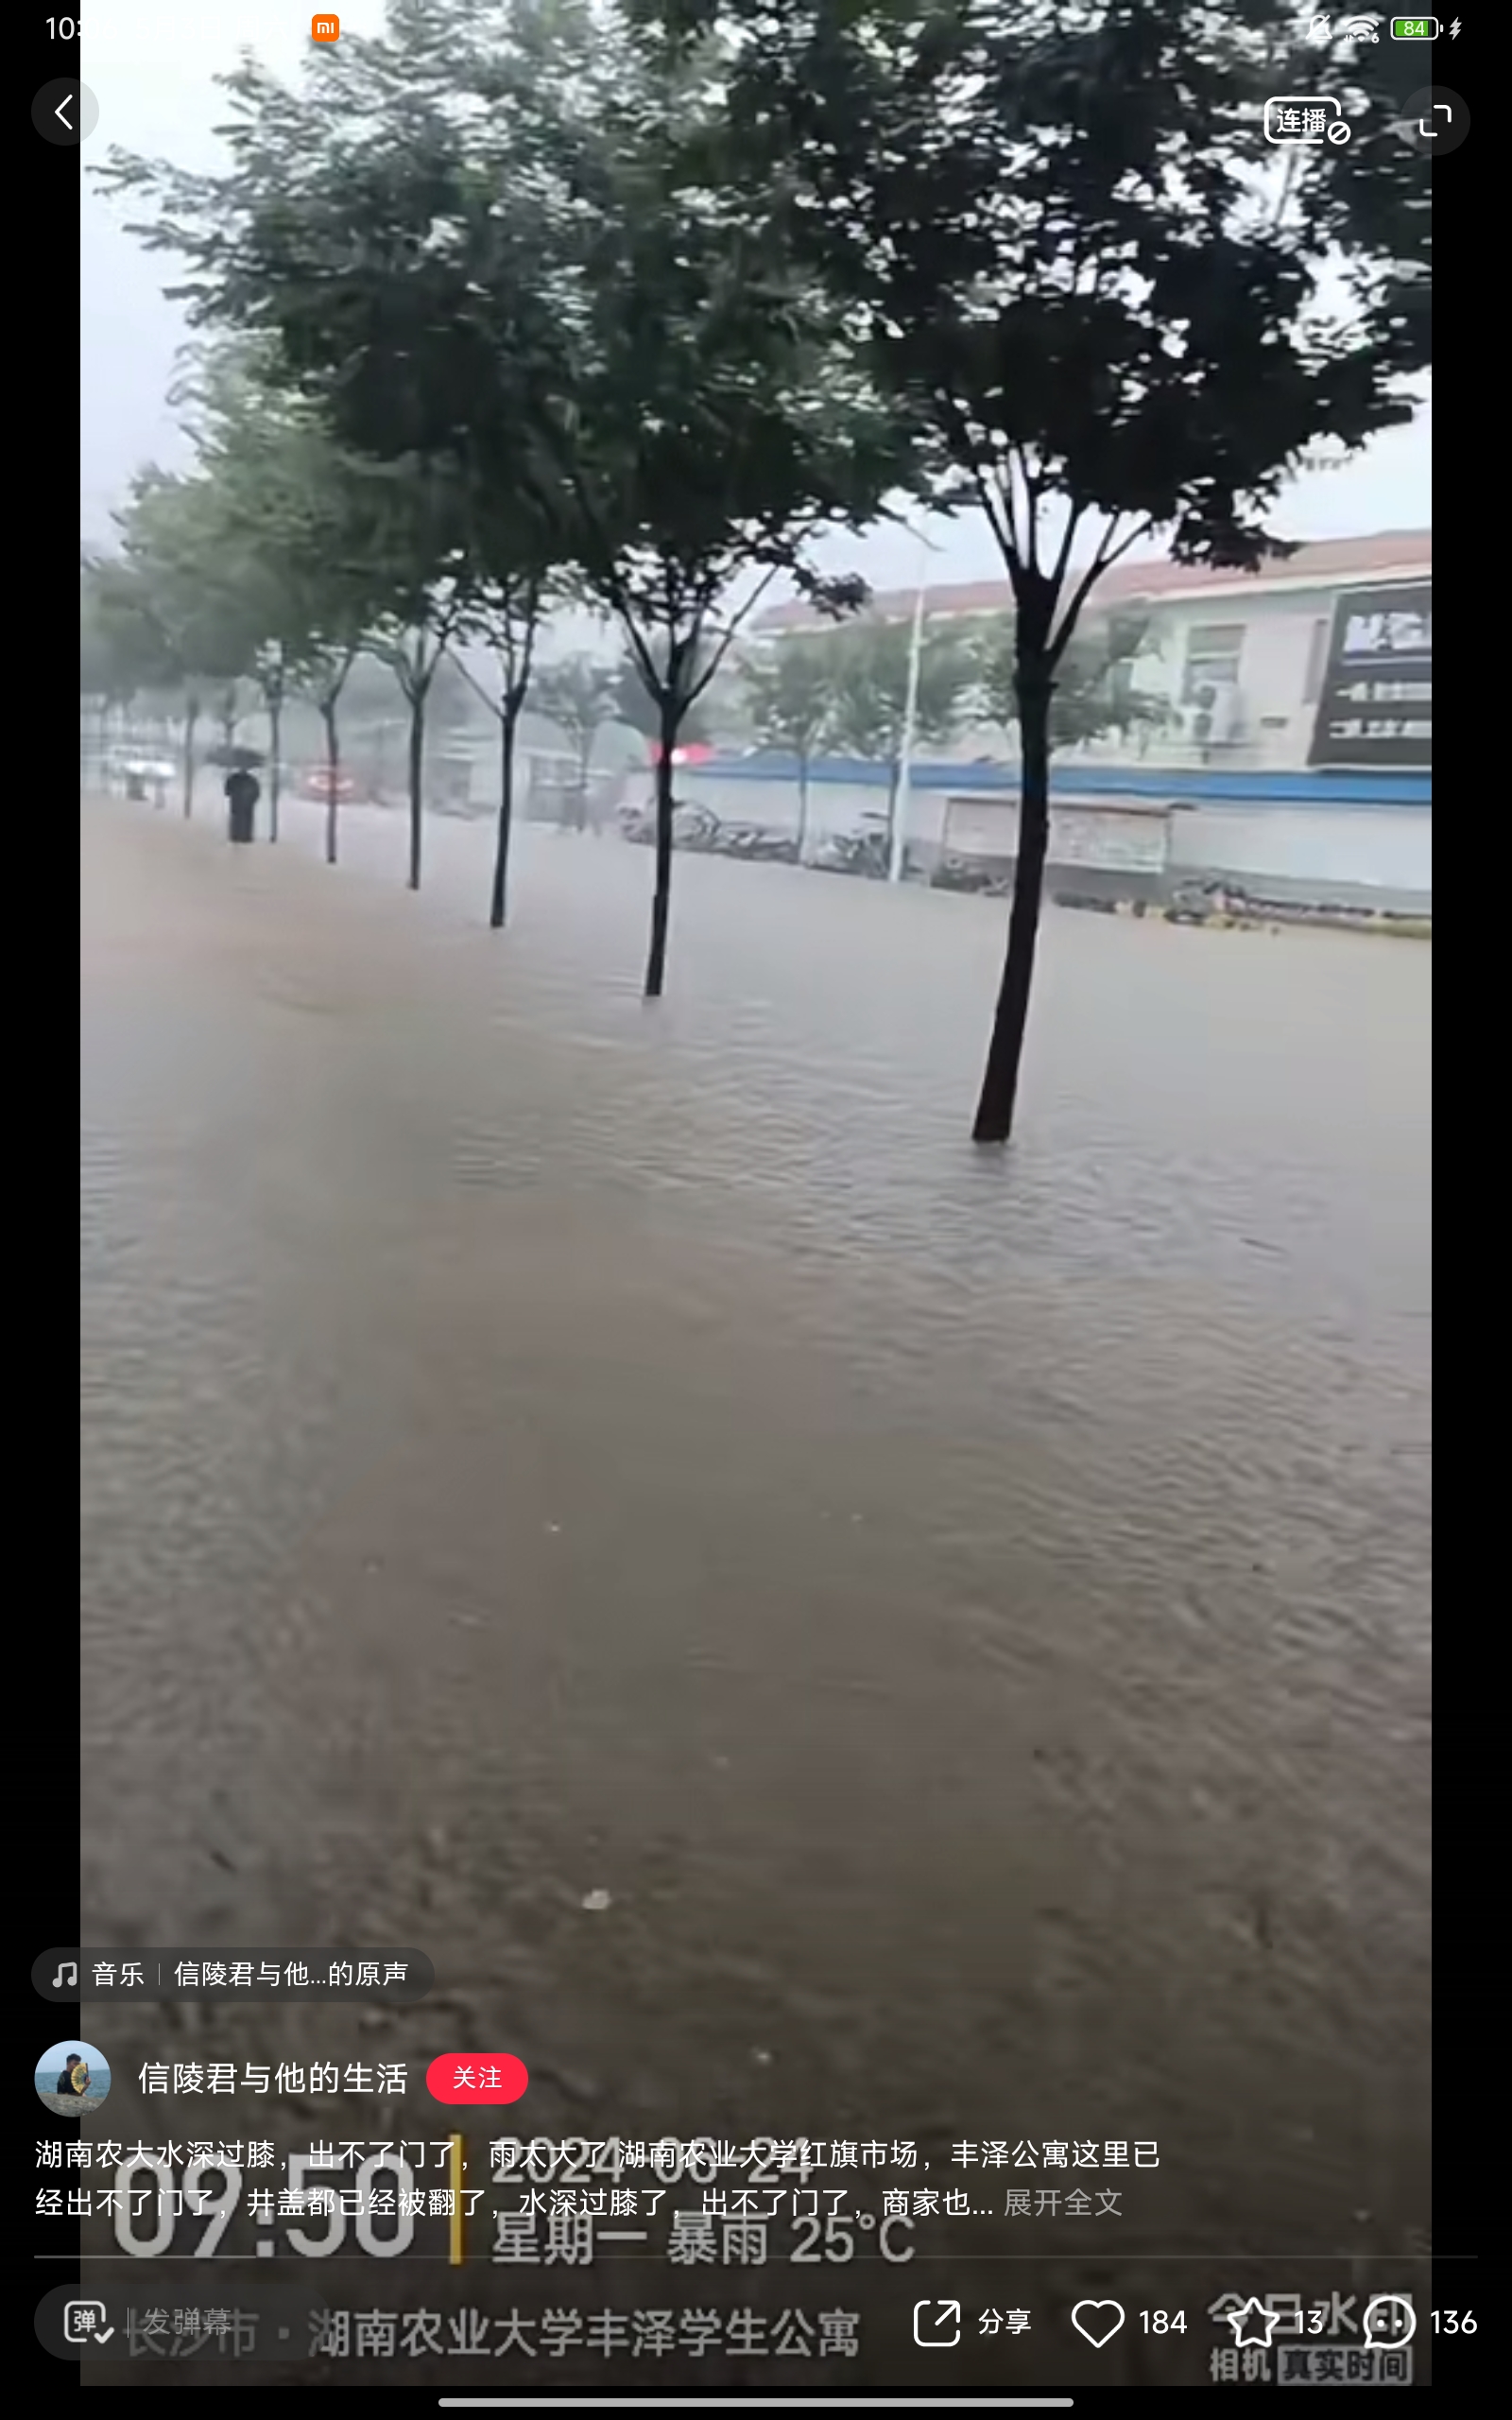 84
连播
音乐 信陵君与他...的原声
信陵君与他的生活 关注
湖南农大水深过膝，出不了门了，雨太大了 湖南农业大学红旗市场，丰泽公寓这里已
经出不了门了，井盖都已经被翻了，水深过膝了，出不了门了，商家也... 展开全文
09:50
2024-06-24
星期一 暴雨 25°C
弹 发弹幕
长沙市·湖南农业大学丰泽学生公寓
分享 184 13 136
今日水印
相机 真实时间